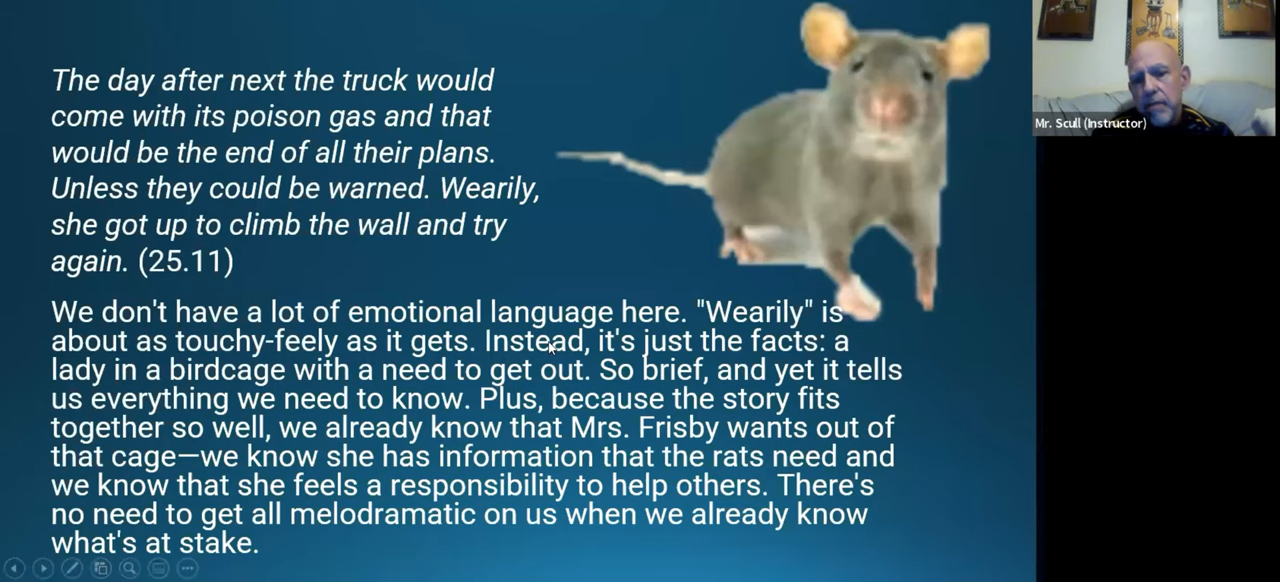 The day after next the truck would
come with its poison gas and that
would be the end of all their plans.
Unless they could be warned. Wearily,
she got up to climb the wall and try
again. (25.11)
We don't have a lot of emotional language here. "Wearily" is
about as touchy-feely as it gets. Instead, it's just the facts: a
lady in a birdcage with a need to get out. So brief, and yet it tells
us everything we need to know. Plus, because the story fits
together so well, we already know that Mrs. Frisby wants out of
that cage—we know she has information that the rats need and
we know that she feels a responsibility to help others. There's
no need to get all melodramatic on us when we already know
what's at stake.
Mr. Scull (Instructor)